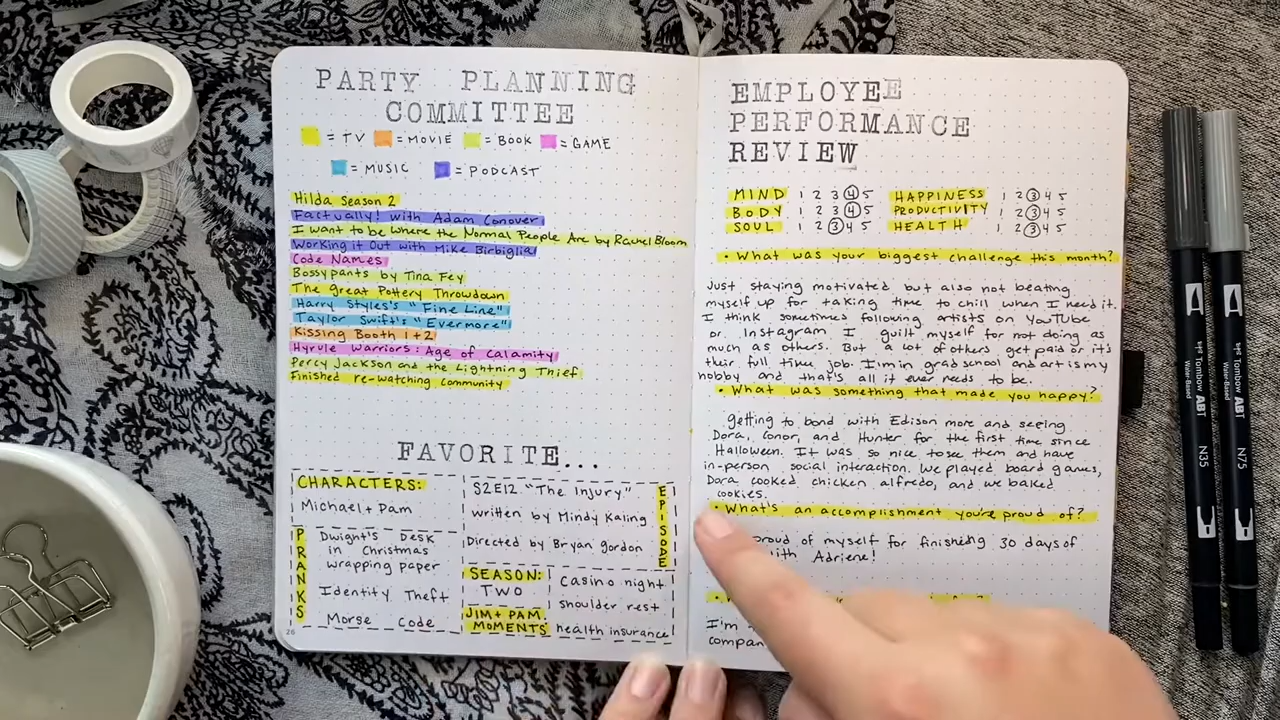 PARTY PLANNING
COMMITTEE
= TV = MOVIE = BOOK = GAME
= MUSIC = PODCAST
Hilda Season 2
Factually! with Adam Conover
I want to be Where the Normal People Are by Rachel Bloom
Working it Out with Mike Birbiglia
Code Names
Bossypants by Tina Fey
The Great Pottery Throwdown
Harry Styles's "Fine Line"
Taylor Swift's "Evermore"
Kissing Booth 1+2
Hyrule Warriors: Age of Calamity
Percy Jackson and the Lightning Thief
Finished re-watching Community
FAVORITE...
CHARACTERS:
Michael + Pam
PRANKS
Dwight's Desk
in Christmas
wrapping paper
Identity Theft
Morse Code
S2E12 "The Injury"
written by Mindy Kaling
Directed by Bryan Gordon
EPISODE
SEASON:
TWO
JIM + PAM
MOMENTS
Casino night
shoulder rest
health insurance
26
EMPLOYEE
PERFORMANCE
REVIEW
MIND 1 2 3 4 5 HAPPINESS 1 2 3 4 5
BODY 1 2 3 4 5 PRODUCTIVITY 1 2 3 4 5
SOUL 1 2 3 4 5 HEALTH 1 2 3 4 5
• What was your biggest challenge this month?
Just staying motivated but also not beating
myself up for taking time to chill when I need it.
I think sometimes following artists on YouTube
or Instagram I guilt myself for not doing as
much as others. But a lot of others get paid or it's
their full time job. I'm in grad school and art is my
hobby and that's all it ever needs to be.
• What was something that made you happy?
getting to bond with Edison more and seeing
Dora, Conor, and Hunter for the first time since
Halloween. It was so nice to see them and have
in-person social interaction. We played board games,
Dora cooked chicken alfredo, and we baked
cookies.
• What's an accomplishment you're proud of?
proud of myself for finishing 30 days of
with Adriene!
I'm
compan
Tombow ABT
Water-Based
N35
Tombow ABT
Water-Based
N75